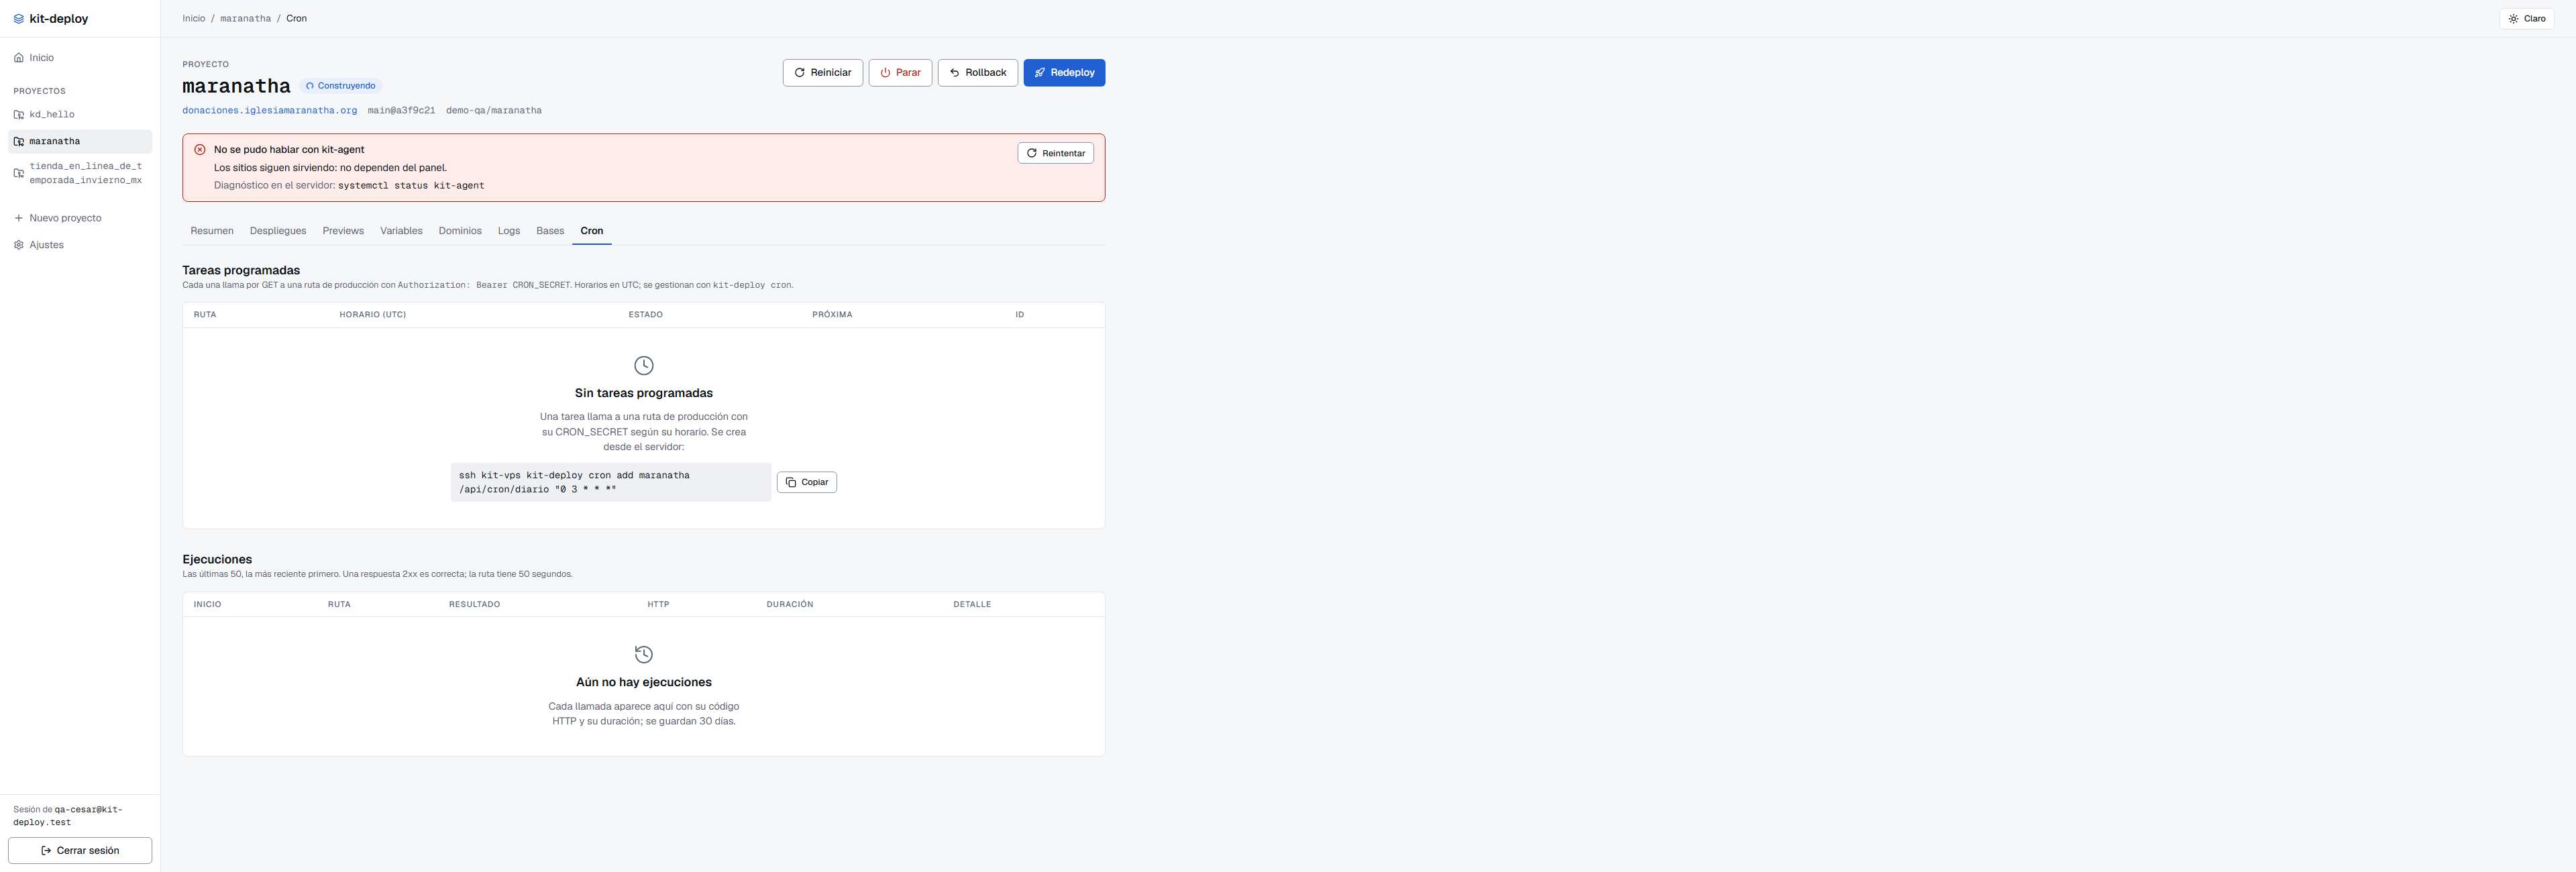 kit-deploy
Inicio / maranatha / Cron
Claro
Inicio
PROYECTOS
kd_hello
maranatha
tienda_en_linea_de_t
emporada_invierno_mx
Nuevo proyecto
Ajustes
Sesión de qa-cesar@kit-
deploy.test
Cerrar sesión
PROYECTO
maranatha Construyendo
Reiniciar Parar Rollback Redeploy
donaciones.iglesiamaranatha.org main@a3f9c21 demo-qa/maranatha
No se pudo hablar con kit-agent
Los sitios siguen sirviendo: no dependen del panel.
Diagnóstico en el servidor: systemctl status kit-agent
Reintentar
Resumen Despliegues Previews Variables Dominios Logs Bases Cron
Tareas programadas
Cada una llama por GET a una ruta de producción con Authorization: Bearer CRON_SECRET. Horarios en UTC; se gestionan con kit-deploy cron.
RUTA HORARIO (UTC) ESTADO PRÓXIMA ID
Sin tareas programadas
Una tarea llama a una ruta de producción con
su CRON_SECRET según su horario. Se crea
desde el servidor:
ssh kit-vps kit-deploy cron add maranatha
/api/cron/diario "0 3 * * *"
Copiar
Ejecuciones
Las últimas 50, la más reciente primero. Una respuesta 2xx es correcta; la ruta tiene 50 segundos.
INICIO RUTA RESULTADO HTTP DURACIÓN DETALLE
Aún no hay ejecuciones
Cada llamada aparece aquí con su código
HTTP y su duración; se guardan 30 días.